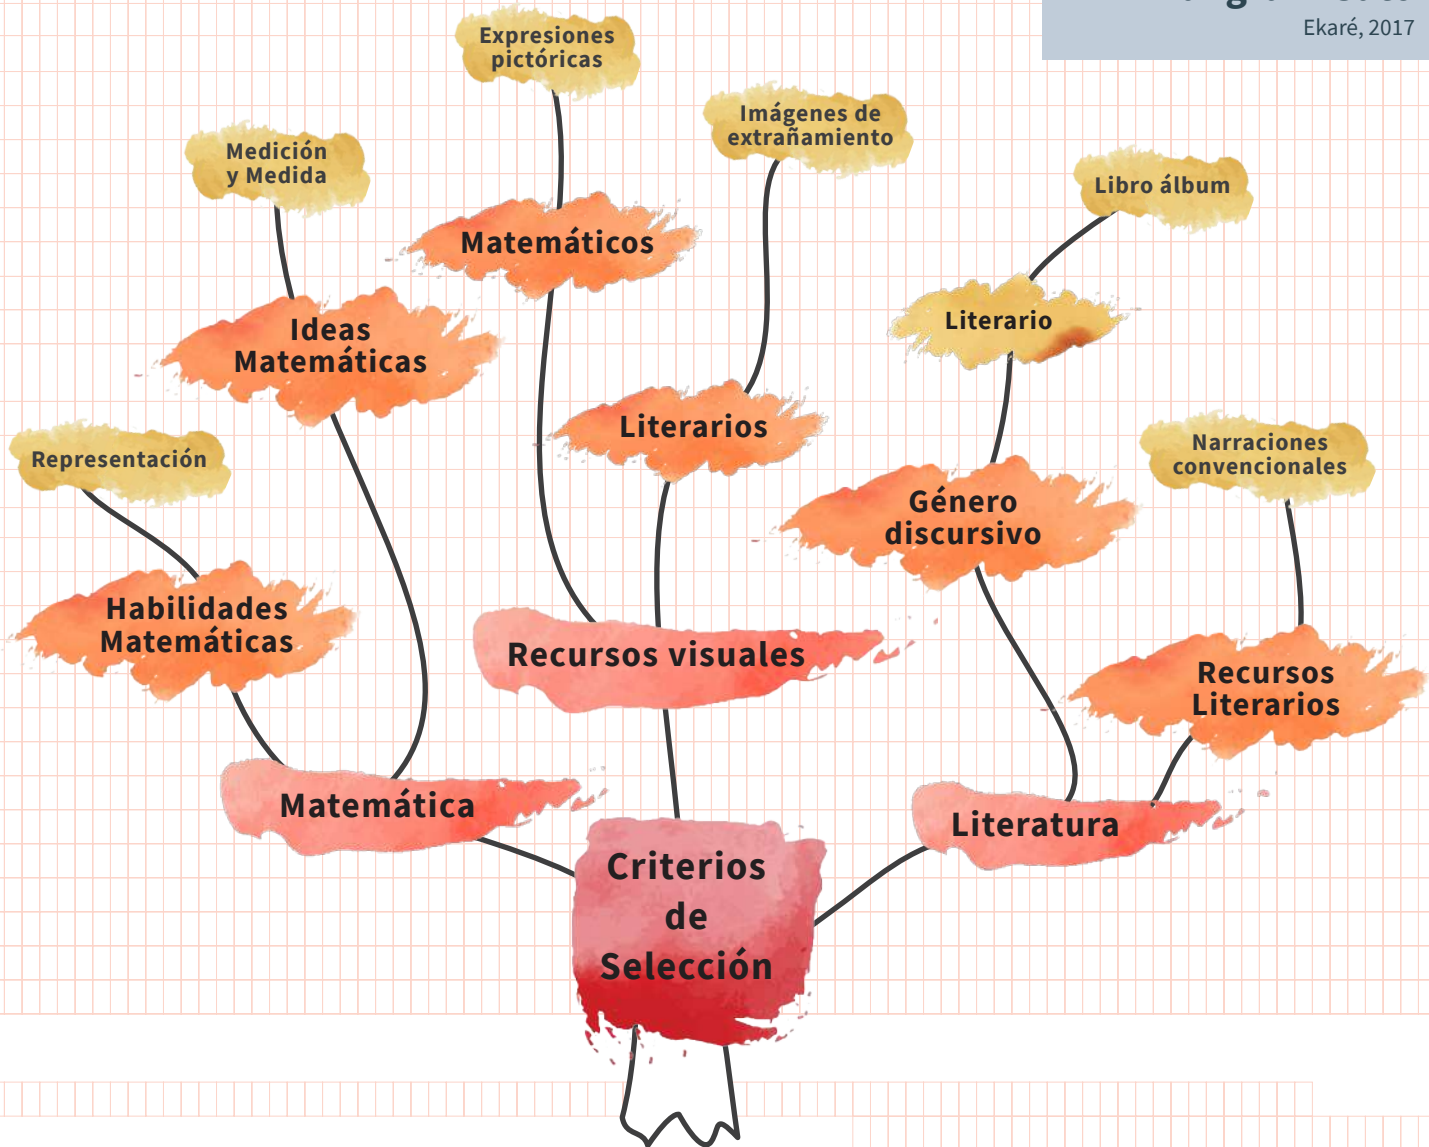 Ekaré, 2017
Expresiones
pictóricas
Imágenes de
extrañamiento
Medición
y Medida
Libro álbum
Matemáticos
Literario
Ideas
Matemáticas
Literarios
Narraciones
convencionales
Representación
Género
discursivo
Habilidades
Matemáticas
Recursos visuales
Recursos
Literarios
Matemática
Literatura
Criterios
de
Selección